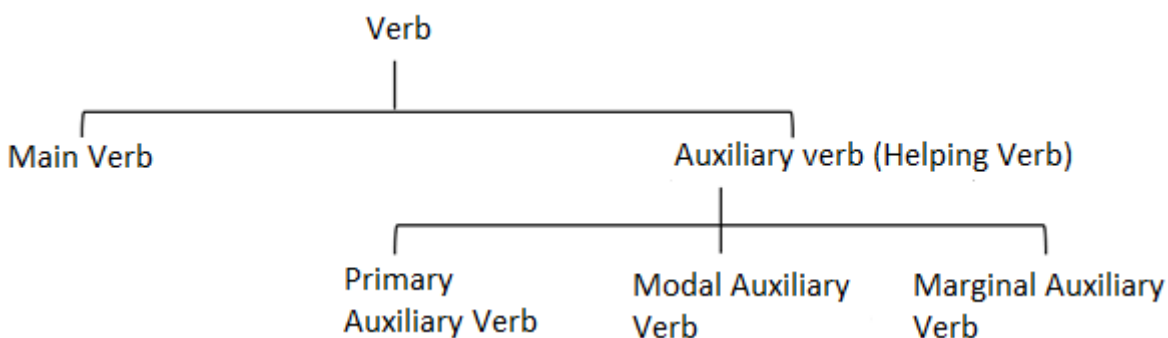 Verb
Main Verb
Auxiliary verb (Helping Verb)
Primary
Auxiliary Verb
Modal Auxiliary
Verb
Marginal Auxiliary
Verb